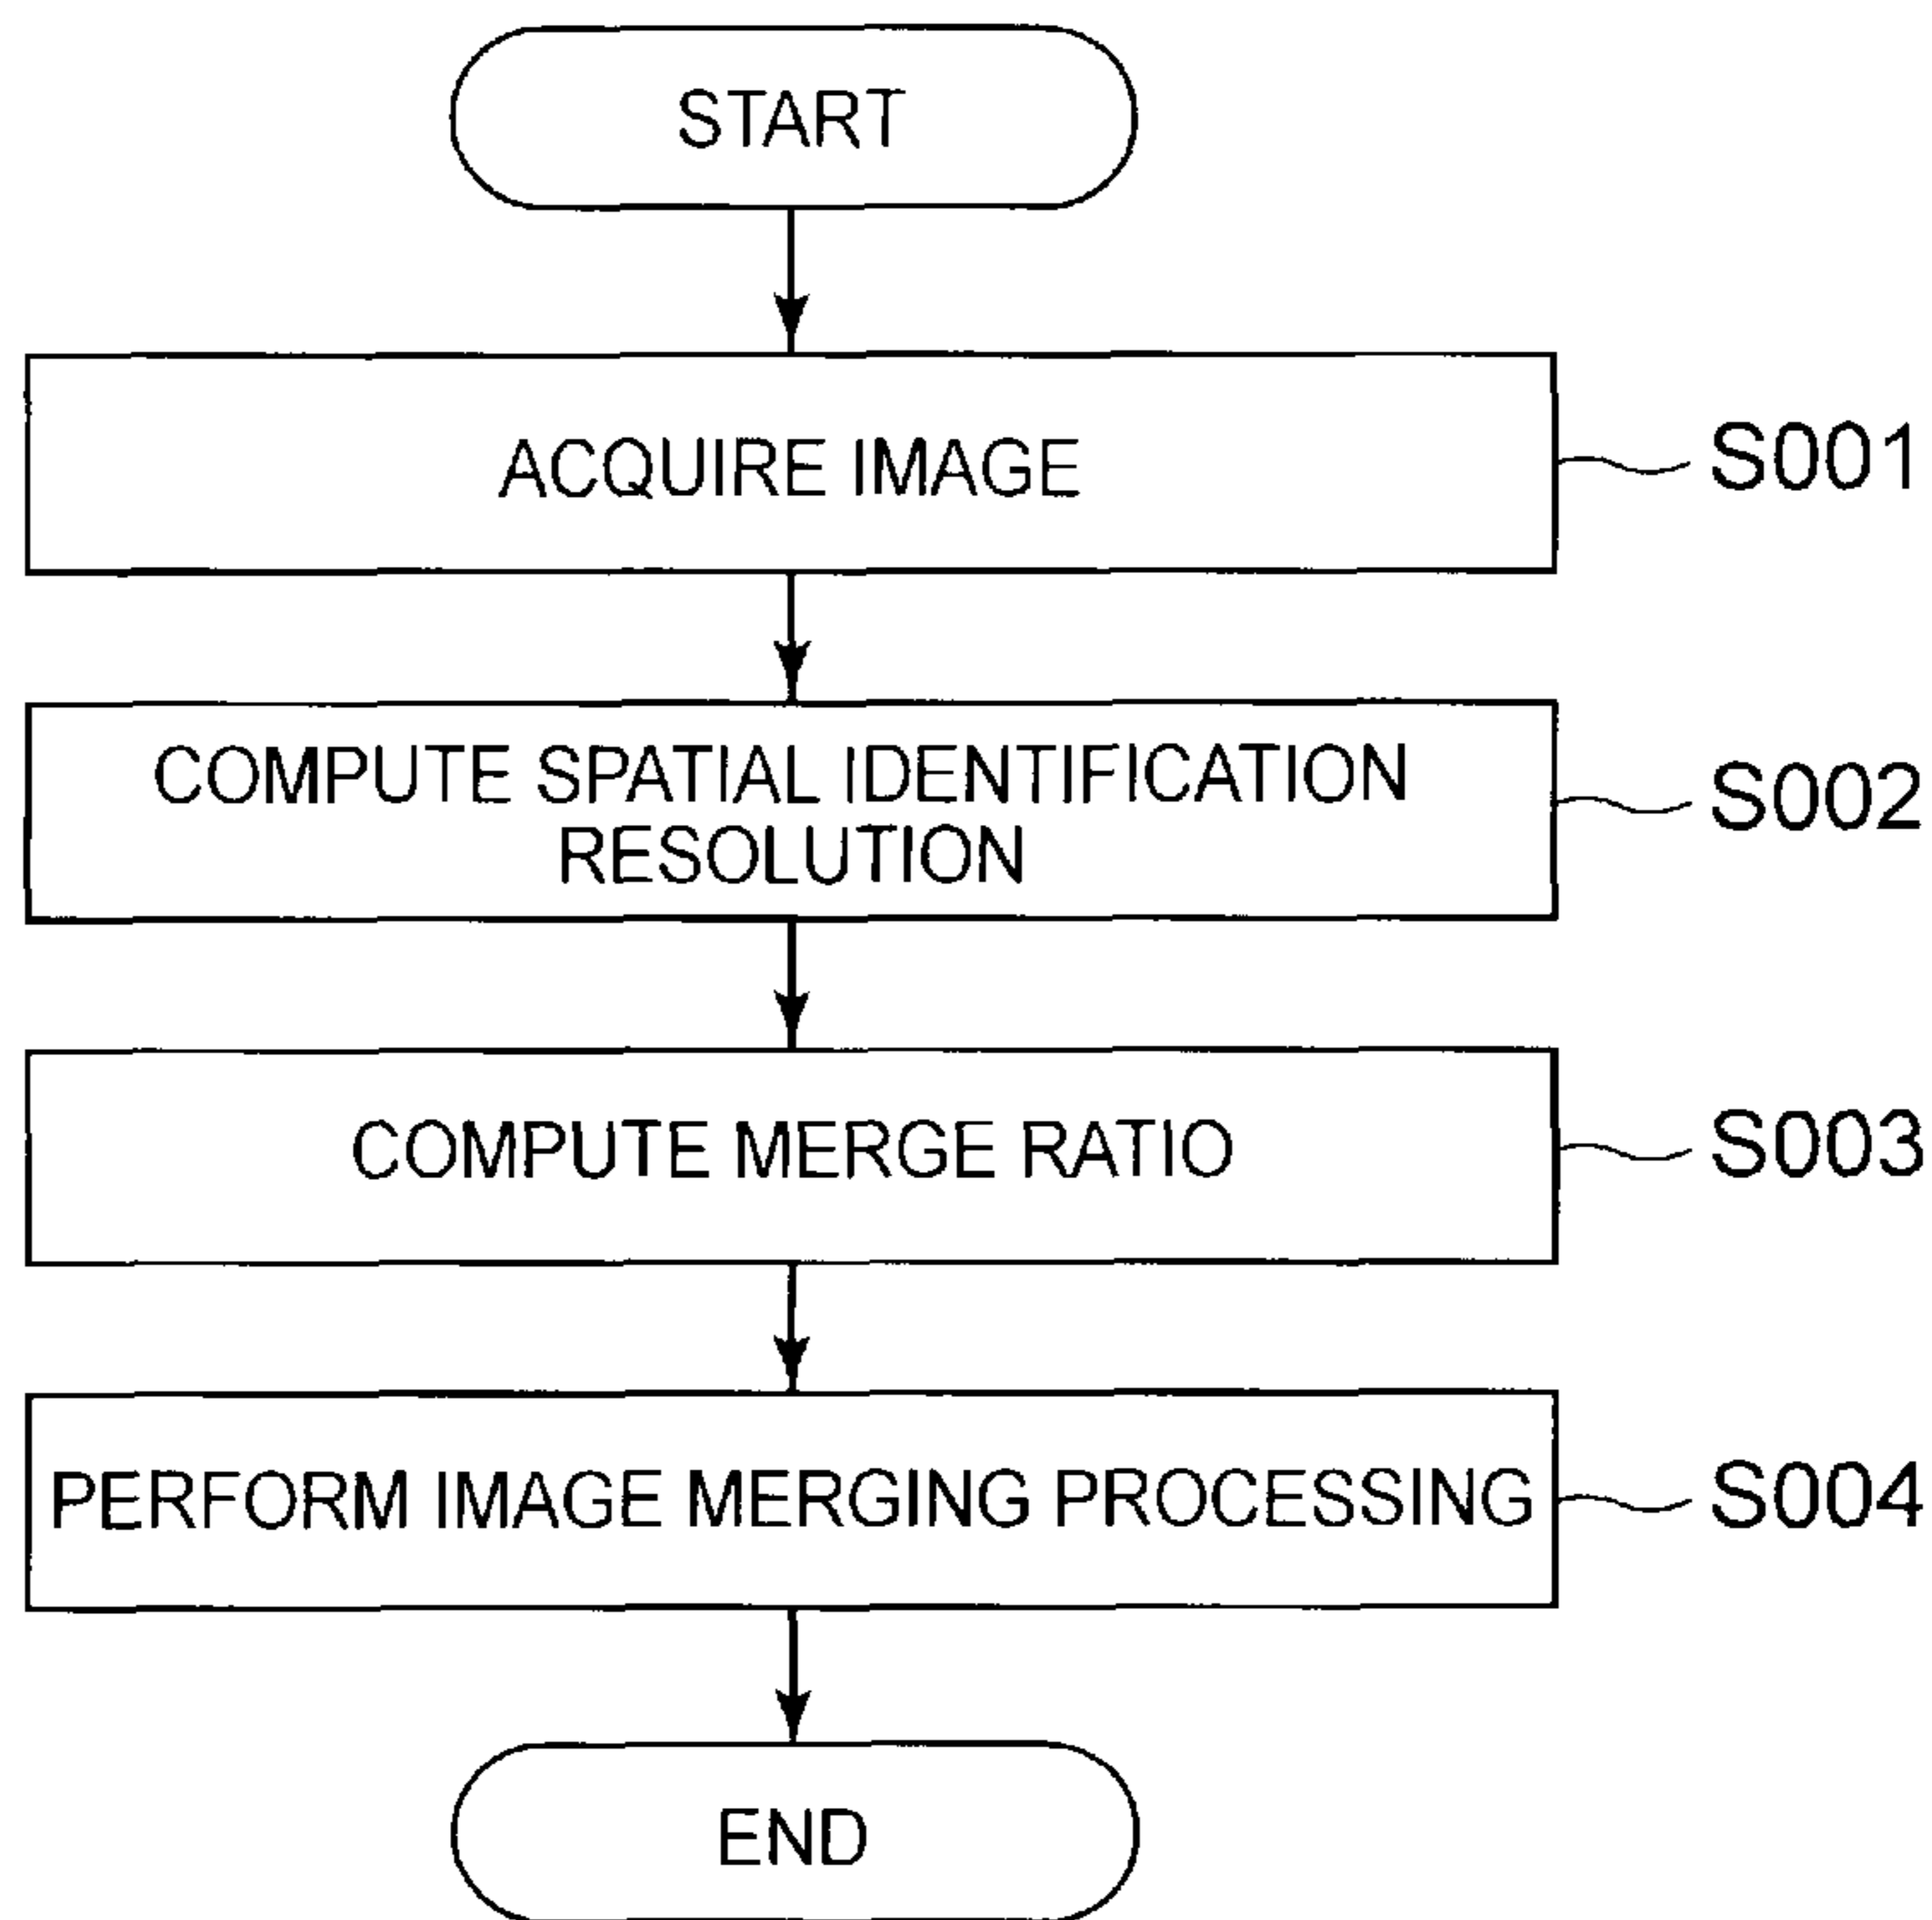 START
ACQUIRE IMAGE
S001
COMPUTE SPATIAL IDENTIFICATION
RESOLUTION
S002
COMPUTE MERGE RATIO
S003
PERFORM IMAGE MERGING PROCESSING
S004
END